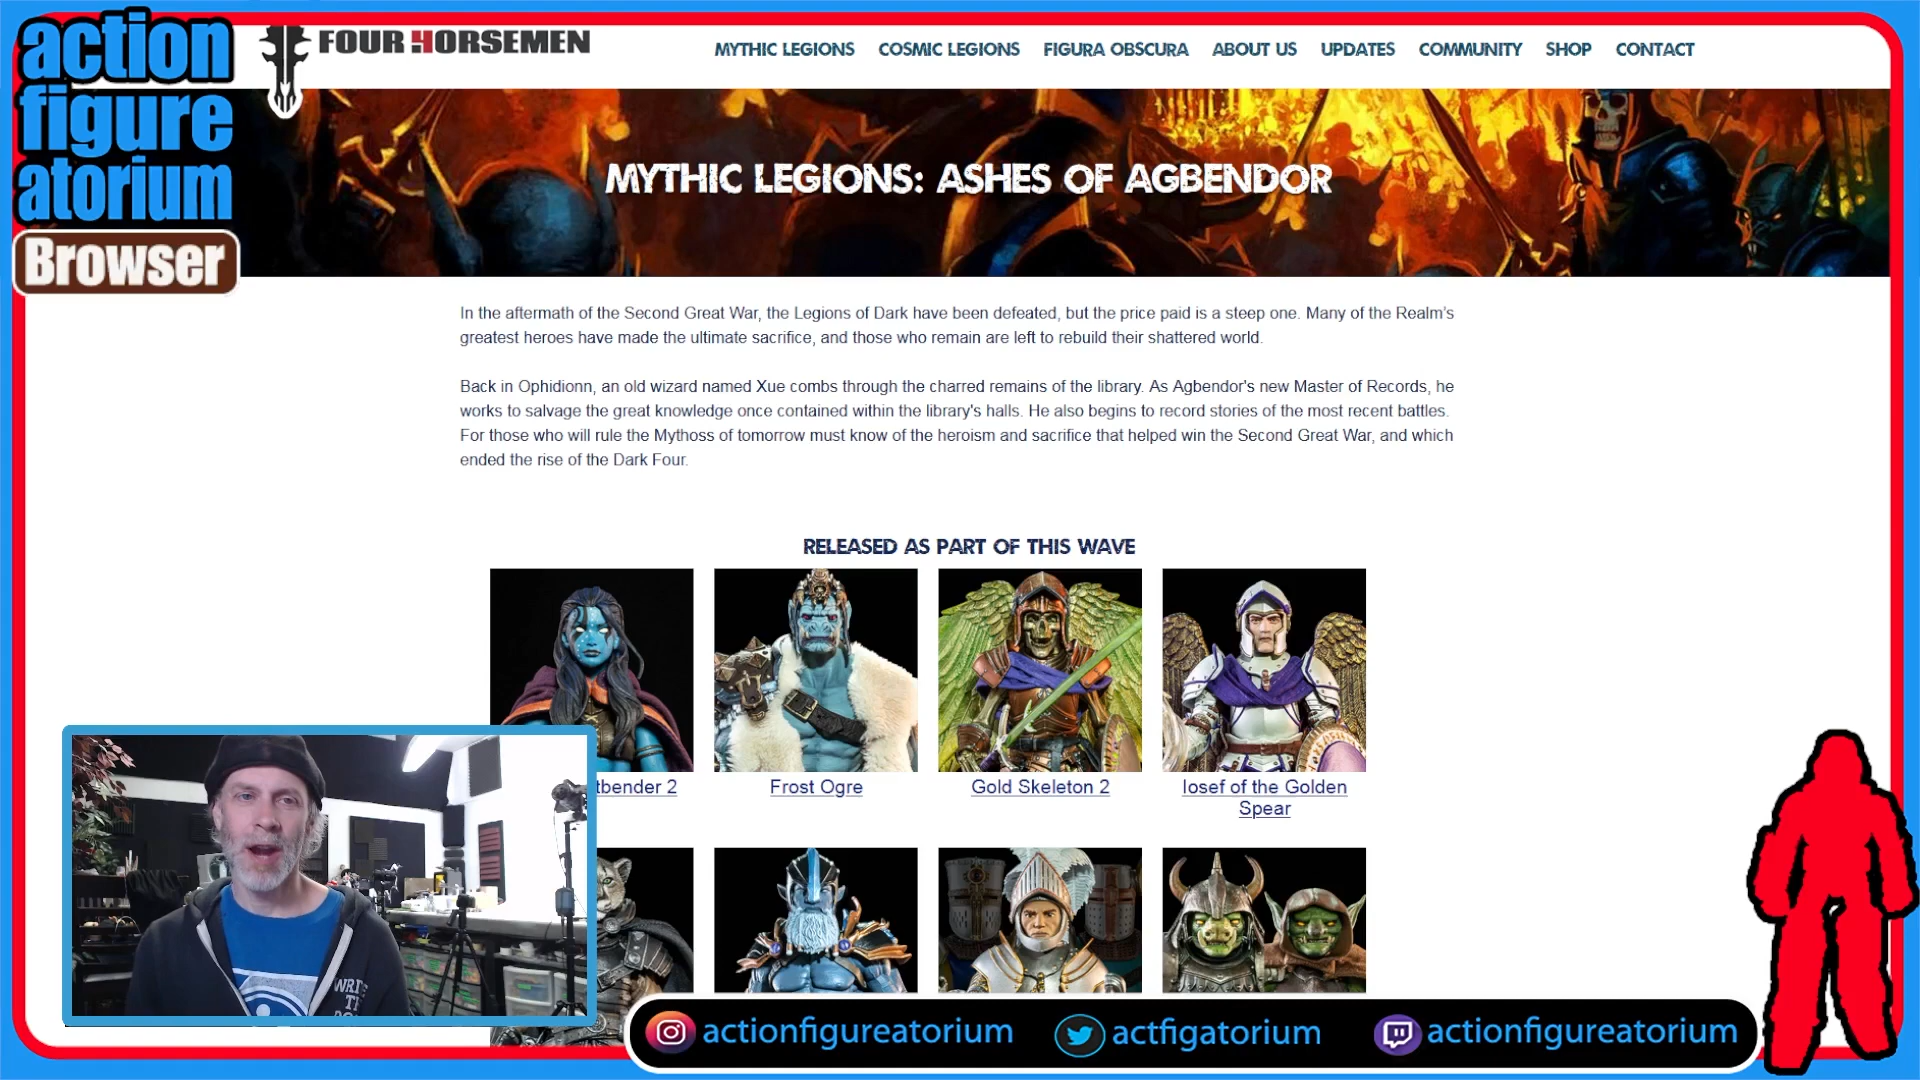 action
figure
atorium
Browser
FOUR HORSEMEN
MYTHIC LEGIONS COSMIC LEGIONS FIGURA OBSCURA ABOUT US UPDATES COMMUNITY SHOP CONTACT
MYTHIC LEGIONS: ASHES OF AGBENDOR
In the aftermath of the Second Great War, the Legions of Dark have been defeated, but the price paid is a steep one. Many of the Realm's
greatest heroes have made the ultimate sacrifice, and those who remain are left to rebuild their shattered world.
Back in Ophidionn, an old wizard named Xue combs through the charred remains of the library. As Agbendor's new Master of Records, he
works to salvage the great knowledge once contained within the library's halls. He also begins to record stories of the most recent battles.
For those who will rule the Mythoss of tomorrow must know of the heroism and sacrifice that helped win the Second Great War, and which
ended the rise of the Dark Four.
RELEASED AS PART OF THIS WAVE
tbender 2
Frost Ogre
Gold Skeleton 2
Iosef of the Golden
Spear
actionfigureatorium
actfigatorium
actionfigureatorium